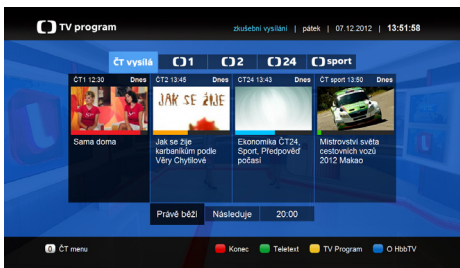 TV program
zkušební vysílání | pátek | 07.12.2012 | 13:51:58
ČT vysílá 1 2 24 sport
ČT1 12:30 Dnes
ČT2 13:45 Dnes
ČT24 13:43 Dnes
ČT sport 13:50 Dnes
JAK SE ŽIJE
Sama doma
Jak se žije
karbaníkům podle
Věry Chytilové
Ekonomika ČT24,
Sport, Předpověď
počasí
Mistrovství světa
cestovních vozů
2012 Makao
Právě běží Následuje 20:00
0 ČT menu Konec Teletext TV Program O HbbTV